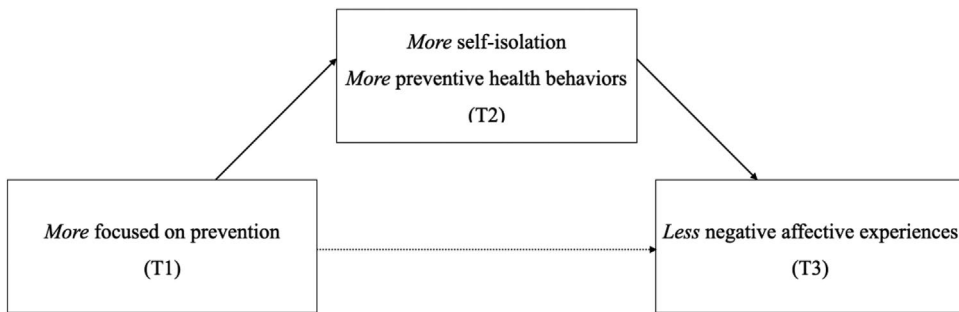 More self-isolation
More preventive health behaviors
(T2)
More focused on prevention
(T1)
Less negative affective experiences
(T3)